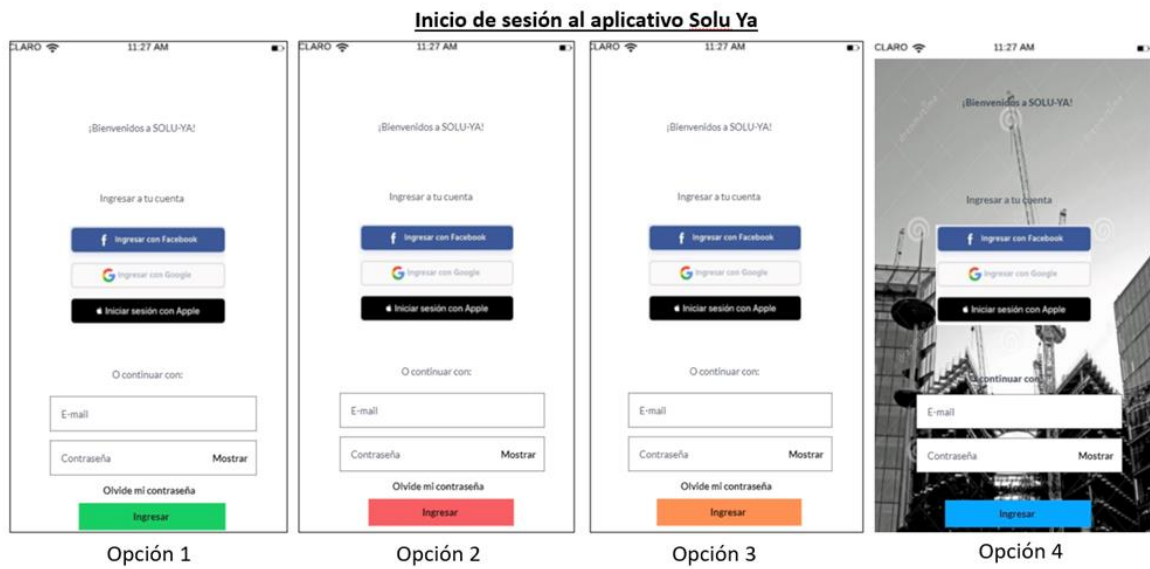 Inicio de sesión al aplicativo Solu Ya
CLARO 11:27 AM
¡Bienvenidos a SOLU-YA!
Ingresar a tu cuenta
Ingresar con Facebook
Ingresar con Google
Iniciar sesión con Apple
O continuar con:
E-mail
Contraseña Mostrar
Olvide mi contraseña
Ingresar
Opción 1
CLARO 11:27 AM
¡Bienvenidos a SOLU-YA!
Ingresar a tu cuenta
Ingresar con Facebook
Ingresar con Google
Iniciar sesión con Apple
O continuar con:
E-mail
Contraseña Mostrar
Olvide mi contraseña
Ingresar
Opción 2
CLARO 11:27 AM
¡Bienvenidos a SOLU-YA!
Ingresar a tu cuenta
Ingresar con Facebook
Ingresar con Google
Iniciar sesión con Apple
O continuar con:
E-mail
Contraseña Mostrar
Olvide mi contraseña
Ingresar
Opción 3
CLARO 11:27 AM
¡Bienvenidos a SOLU-YA!
Ingresar a tu cuenta
Ingresar con Facebook
Ingresar con Google
Iniciar sesión con Apple
O continuar con:
E-mail
Contraseña Mostrar
Ingresar
Opción 4